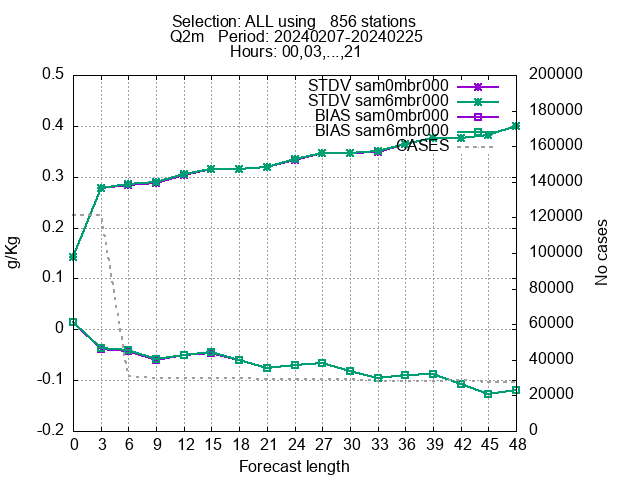 Selection: ALL using   856 stations
Q2m   Period: 20240207-20240225
Hours: 00,03,...,21
0.5
0.4
0.3
0.2
0.1
0
-0.1
-0.2
g/Kg
STDV sam0mbr000
STDV sam6mbr000
BIAS sam0mbr000
BIAS sam6mbr000
CASES
200000
180000
160000
140000
120000
100000
80000
60000
40000
20000
0
No cases
0 3 6 9 12 15 18 21 24 27 30 33 36 39 42 45 48
Forecast length